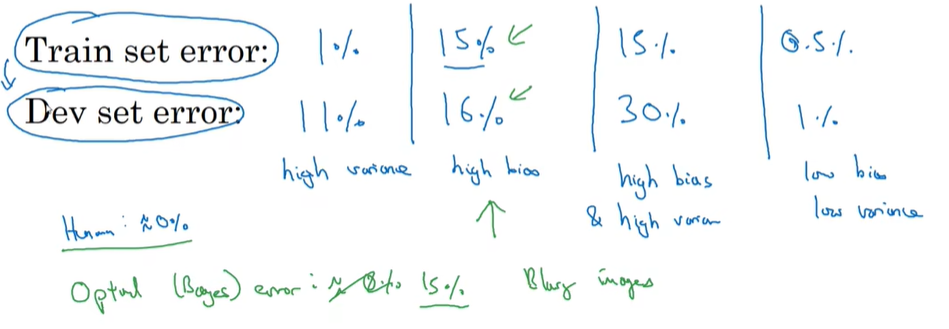 Train set error: 1% 15% 15% 0.5%
Dev set error: 11% 16% 30% 1%
high variance high bias high bias low bias
& high varian low variance
Human: ≈0%
Optimal (Bayes) error: ≈0% 15% Blurry images